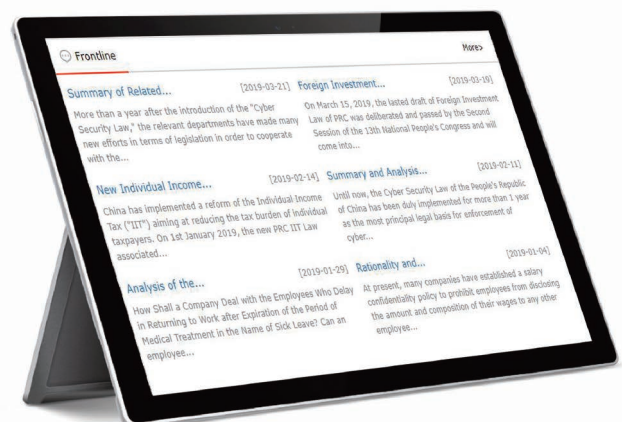 Frontline
More>
Summary of Related...
[2019-03-21]
More than a year after the introduction of the "Cyber
Security Law," the relevant departments have made many
new efforts in terms of legislation in order to cooperate
with the...
Foreign Investment...
[2019-03-19]
On March 15, 2019, the lasted draft of Foreign Investment
Law of PRC was deliberated and passed by the Second
Session of the 13th National People's Congress and will
come into...
New Individual Income...
[2019-02-14]
China has implemented a reform of the Individual Income
Tax ("IIT") aiming at reducing the tax burden of individual
taxpayers. On 1st January 2019, the new PRC IIT Law
associated...
Summary and Analysis...
[2019-02-11]
Until now, the Cyber Security Law of the People's Republic
of China has been duly implemented for more than 1 year
as the most principal legal basis for enforcement of
cyber...
Analysis of the...
[2019-01-29]
How Shall a Company Deal with the Employees Who Delay
in Returning to Work after Expiration of the Period of
Medical Treatment in the Name of Sick Leave? Can an
employee...
Rationality and...
[2019-01-04]
At present, many companies have established a salary
confidentiality policy to prohibit employees from disclosing
the amount and composition of their wages to any other
employee...